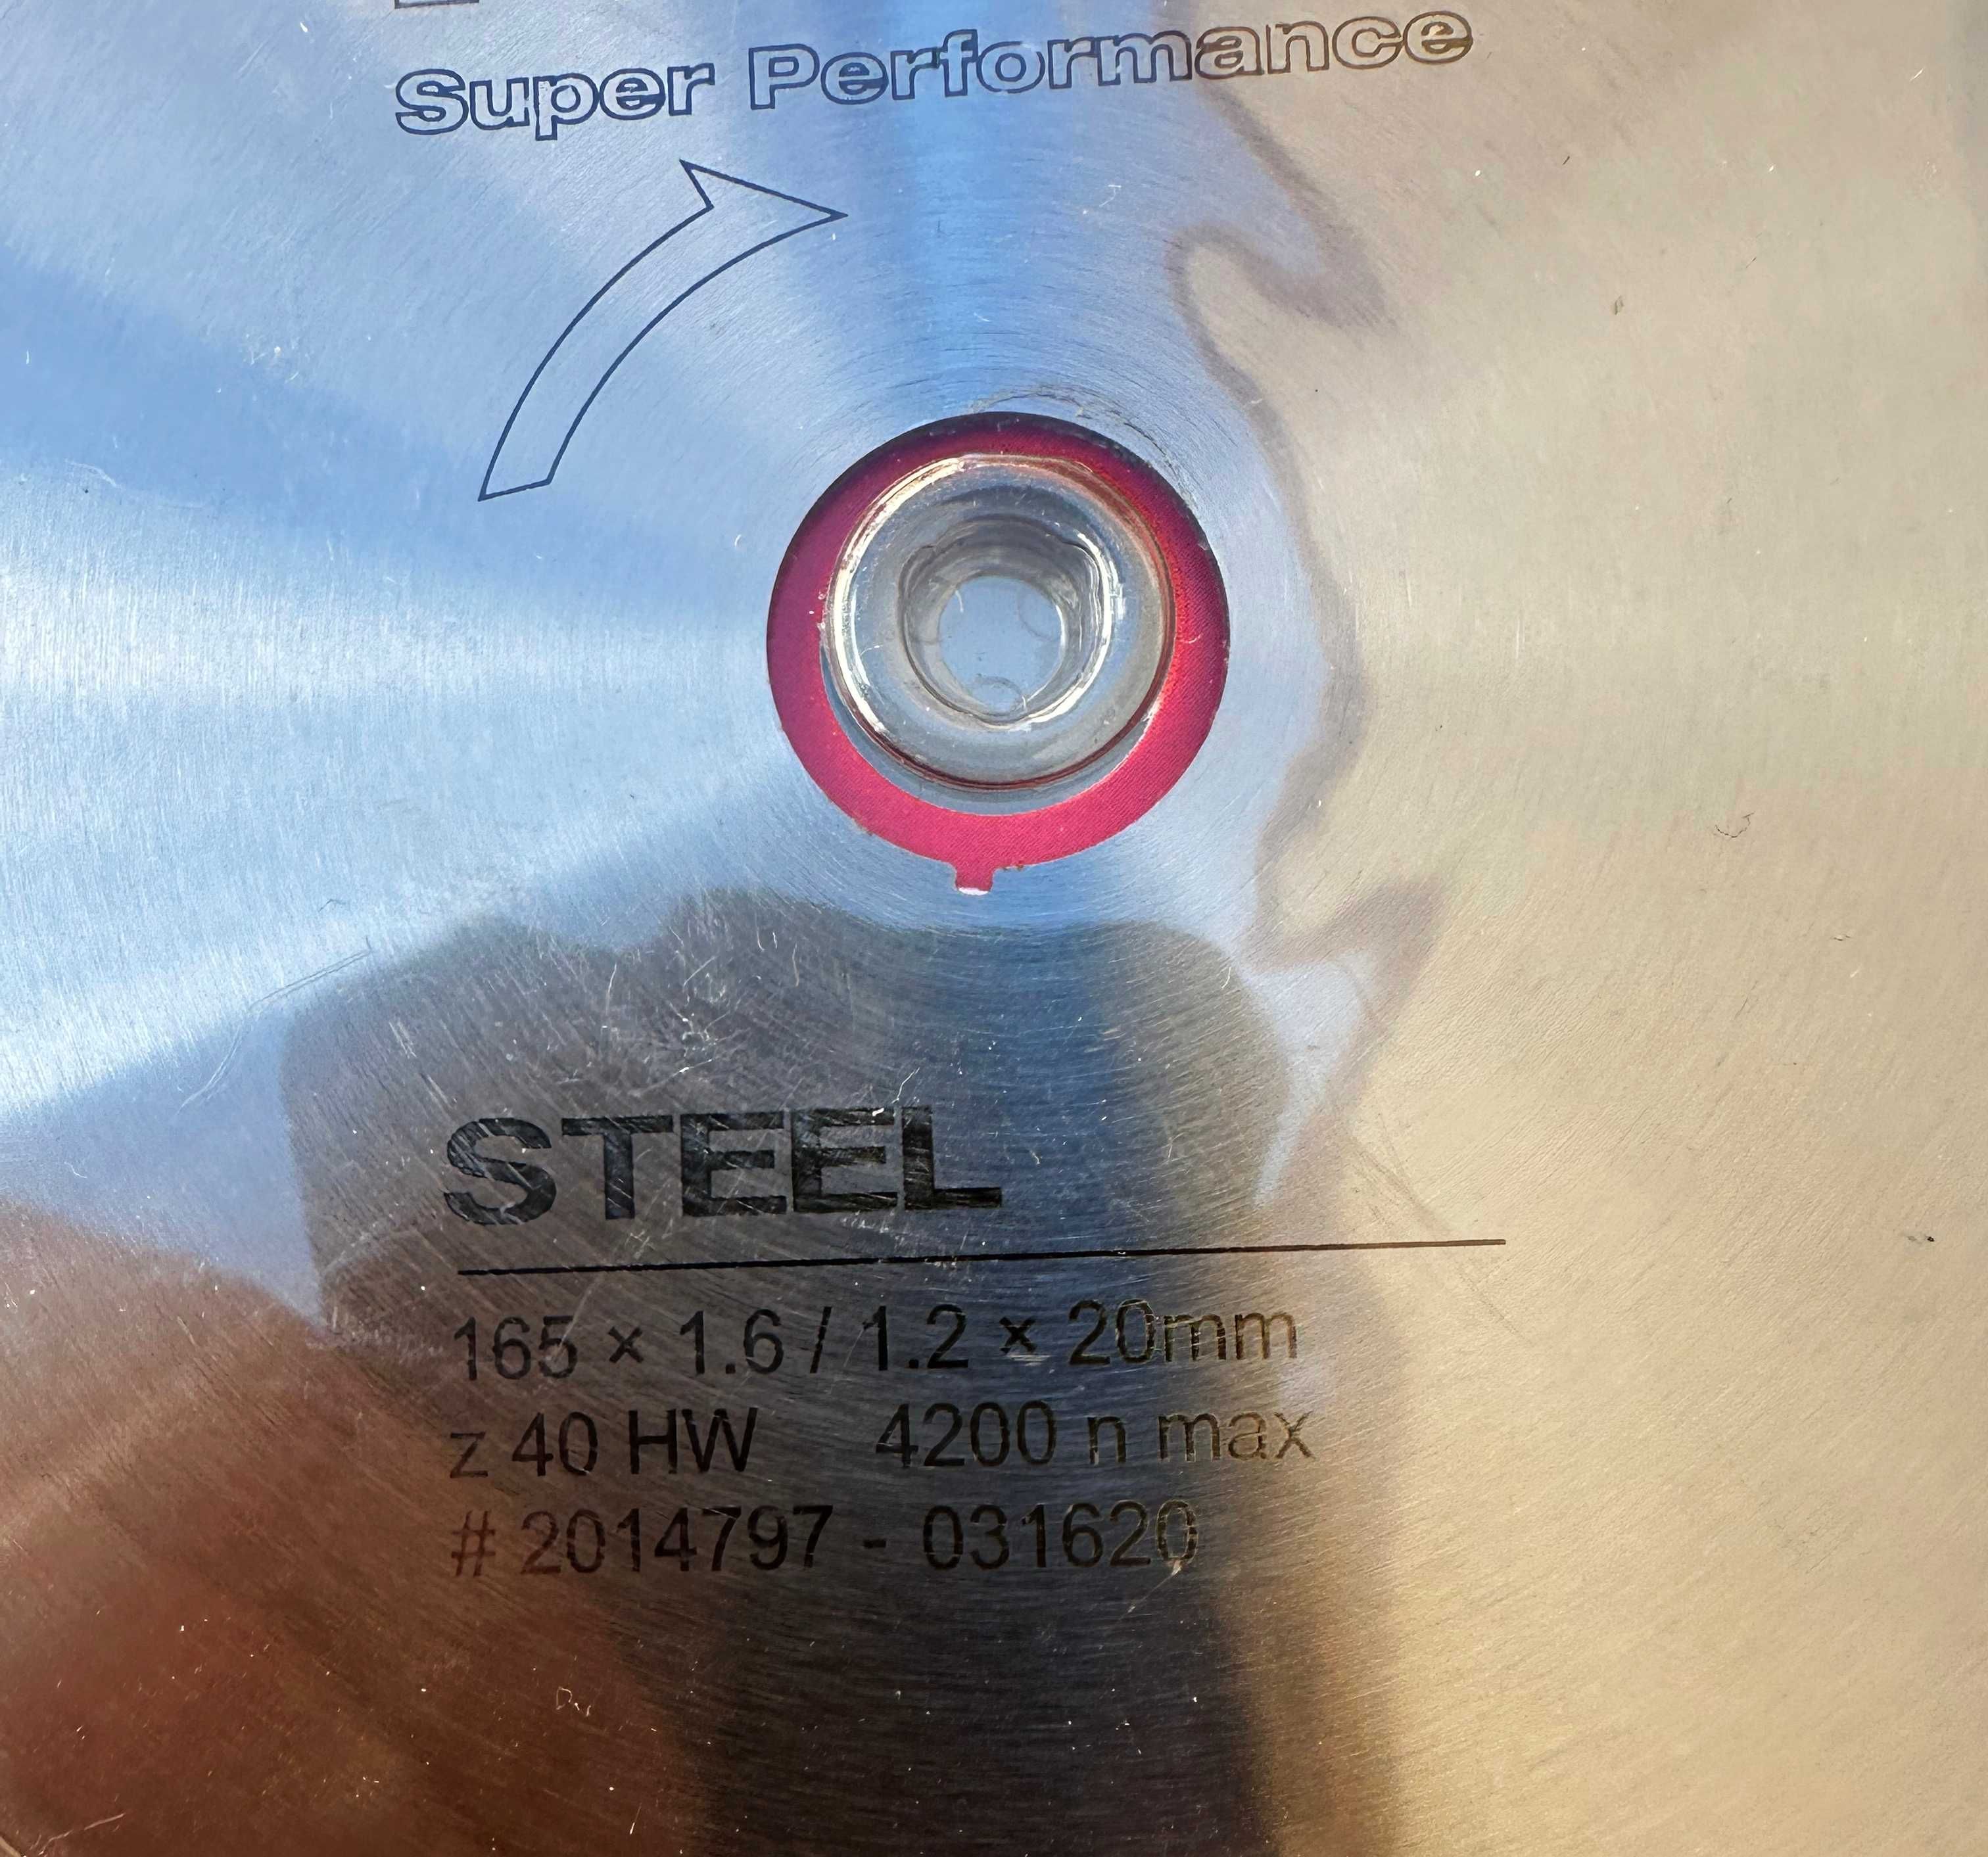 Super Performance
STEEL
165 × 1.6 / 1.2 × 20mm
z 40 HW 4200 n max
# 2014797 - 031620